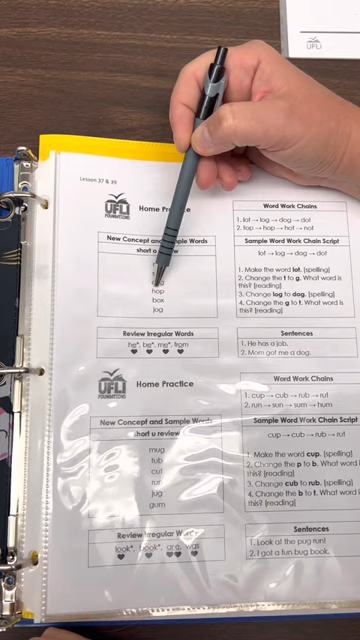 UFLI
Lesson 37 & 39
UFLI
FOUNDATIONS
Home Practice
New Concept and Sample Words
short o review
hop
box
jog
Review Irregular Words
he*, be*, me*, from
Word Work Chains
1. lot → log → dog → dot
2. top → hop → hot → not
Sample Word Work Chain Script
lot → log → dog → dot
1. Make the word lot. [spelling]
2. Change the t to g. What word is
this? [reading]
3. Change log to dog. [spelling]
4. Change the g to t. What word is
this? [reading]
Sentences
1. He has a job.
2. Mom got me a dog.
UFLI
FOUNDATIONS
Home Practice
New Concept and Sample Words
short u review
mug
tub
cut
run
jug
gum
Review Irregular Words
look*, book*, are, was
Word Work Chains
1. cup → cub → rub → rut
2. run → sun → sum → hum
Sample Word Work Chain Script
cup → cub → rub → rut
1. Make the word cup. [spelling]
2. Change the p to b. What word is
this? [reading]
3. Change cub to rub. [spelling]
4. Change the b to t. What word is
this? [reading]
Sentences
1. Look at the pug run!
2. I got a fun bug book.